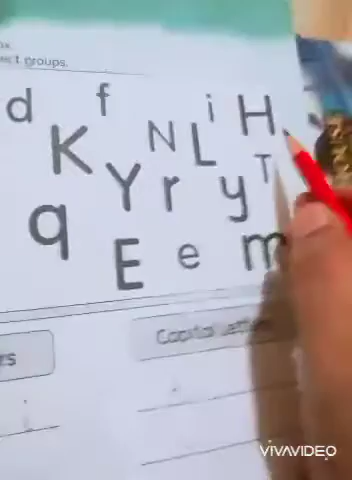 ect groups.
d f i H
K N L
Y r y T
q E e m
rs Capital Letters
VIVAVIDEO